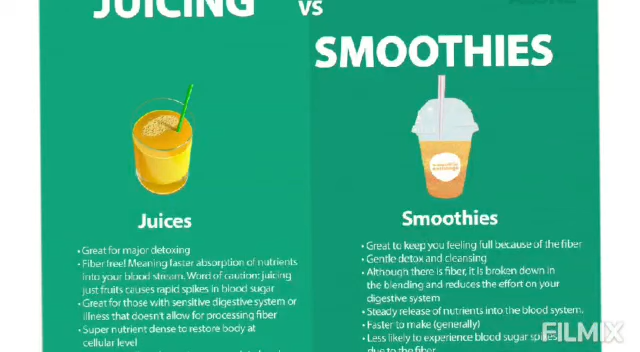 JUICING
VS
SMOOTHIES
Juices
• Great for major detoxing
• Fiber free! Meaning faster absorption of nutrients
into your blood stream. Word of caution: juicing
just fruits causes rapid spikes in blood sugar
• Great for those with sensitive digestive system or
illness that doesn't allow for processing fiber
• Super nutrient dense to restore body at
cellular level
Smoothies
• Great to keep you feeling full because of the fiber
• Gentle detox and cleansing
• Although there is fiber, it is broken down in
the blending and reduces the effort on your
digestive system
• Steady release of nutrients into the blood system.
• Faster to make (generally)
• Less likely to experience blood sugar spikes
due to the fiber
FILMIX